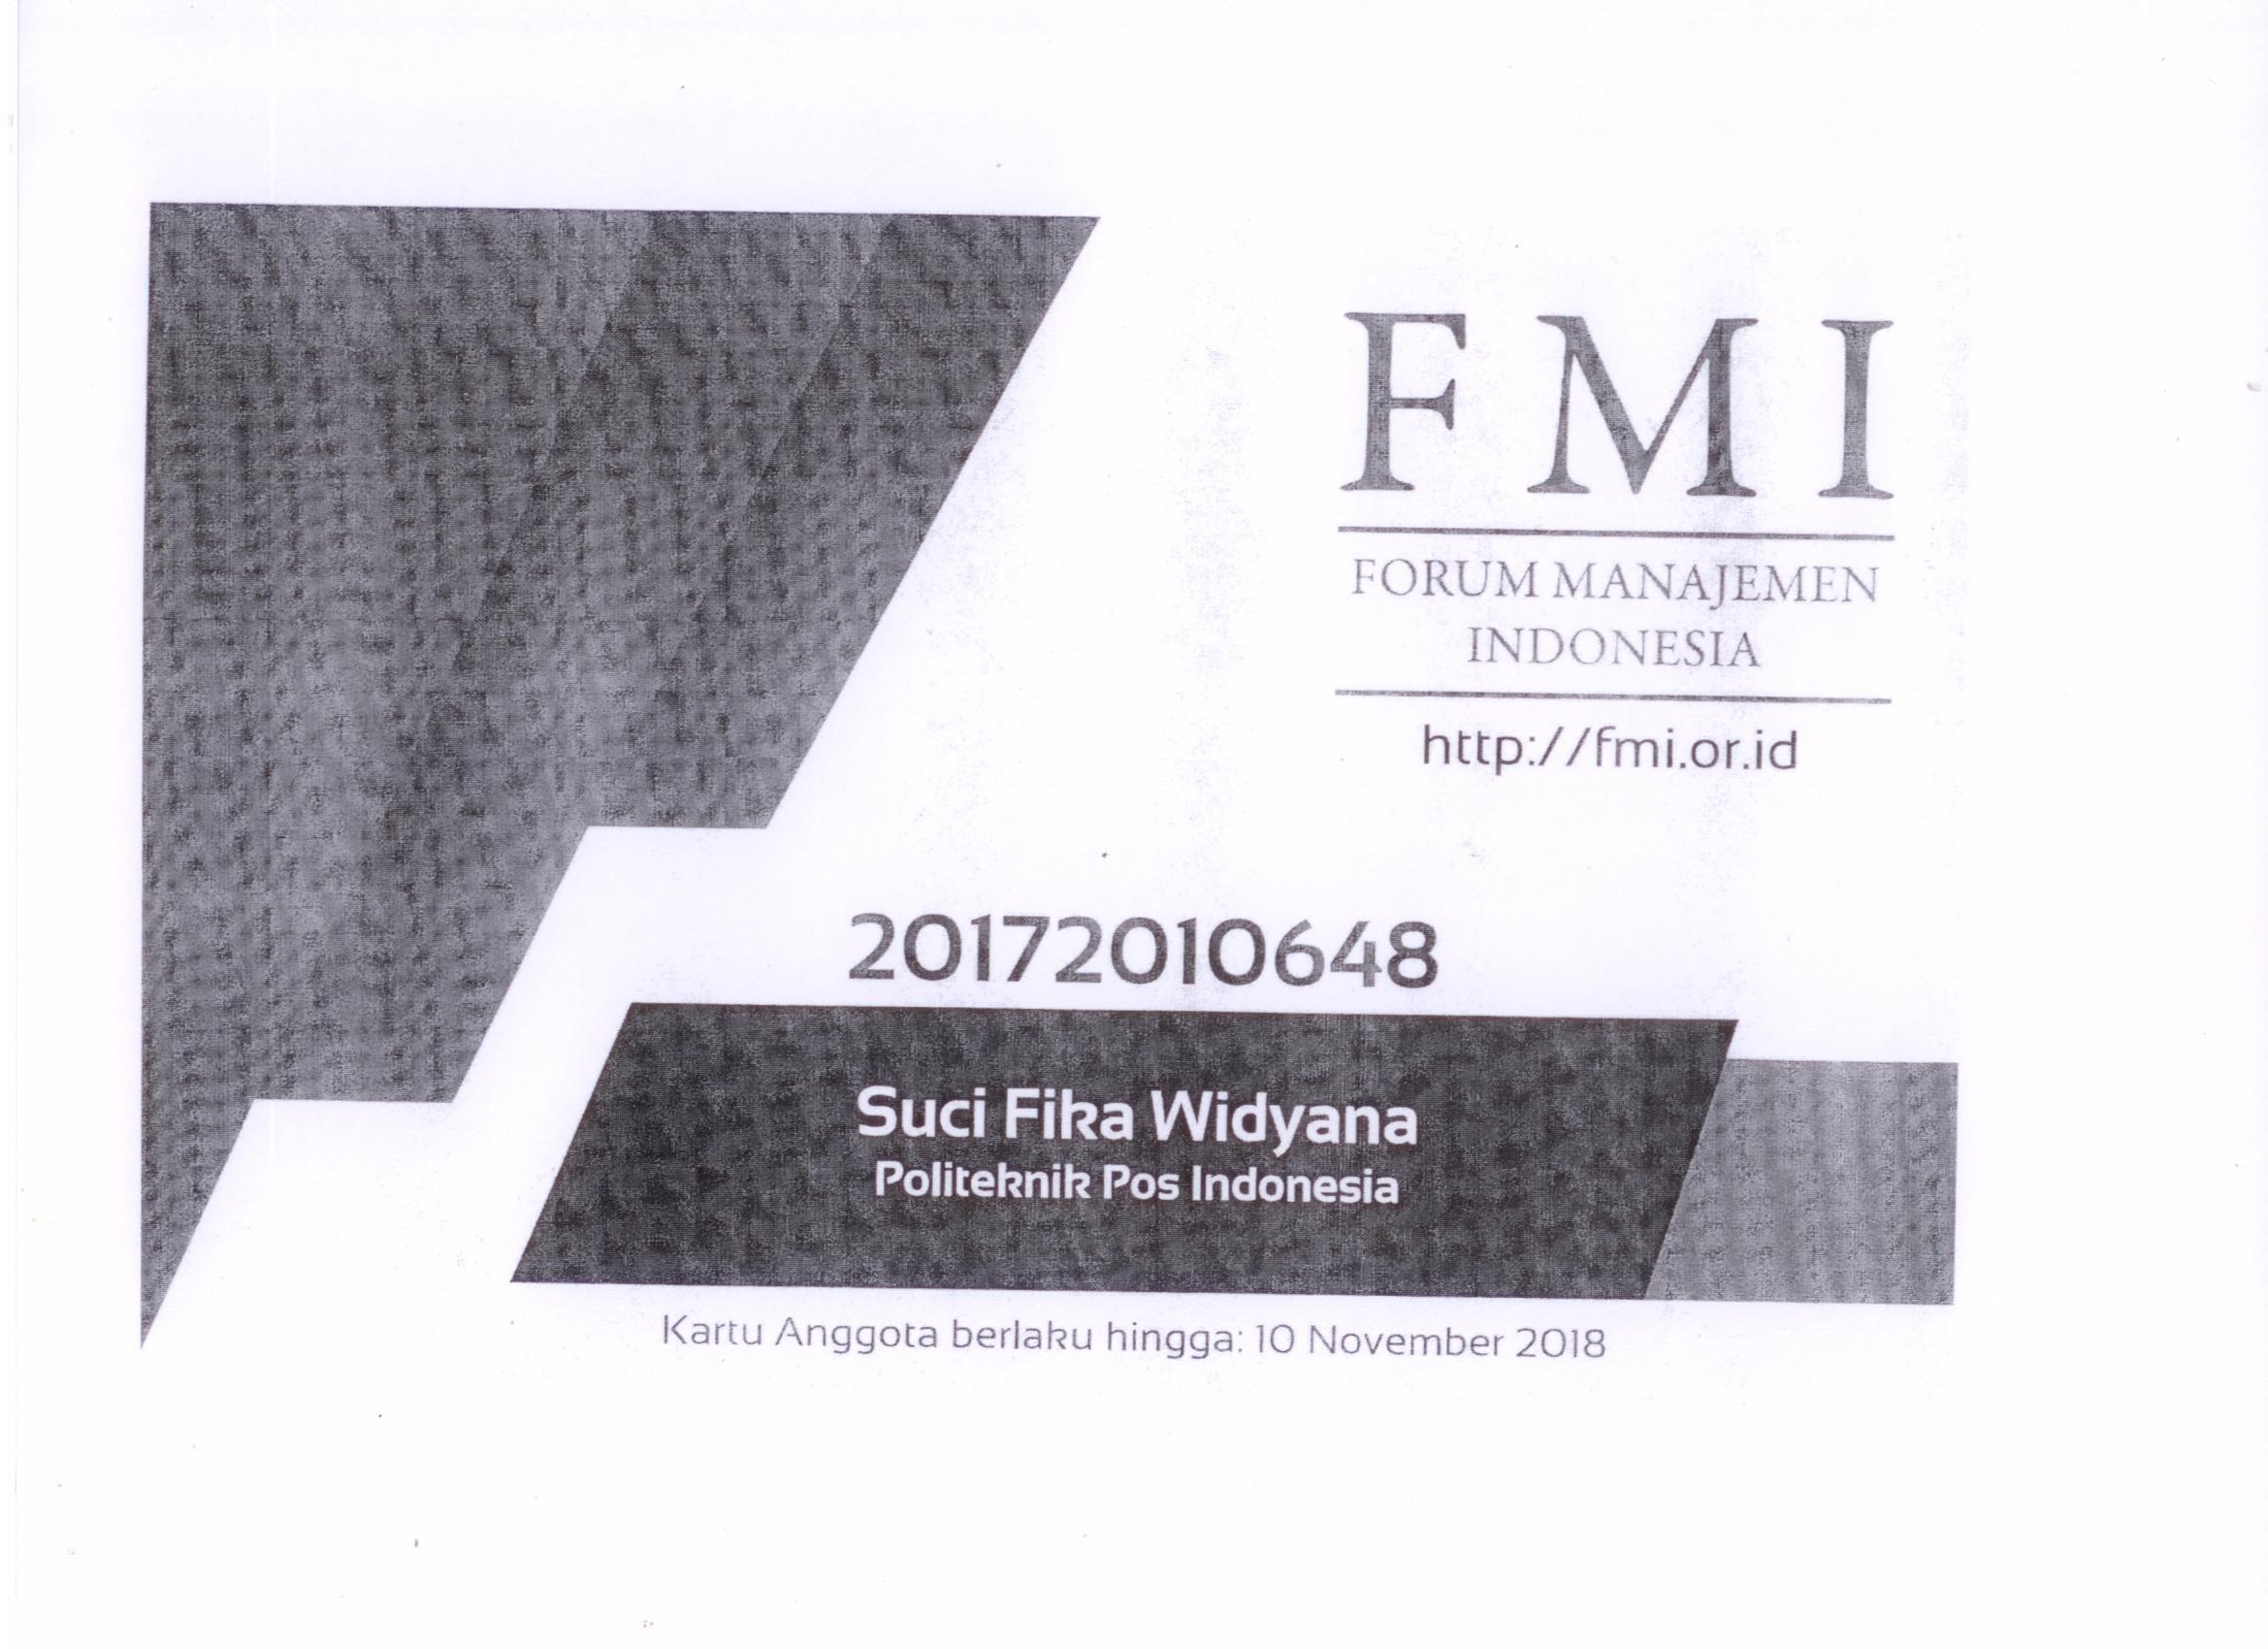 FMI
FORUM MANAJEMEN
INDONESIA
http://fmi.or.id
20172010648
Suci Fika Widyana
Politeknik Pos Indonesia
Kartu Anggota berlaku hingga: 10 November 2018